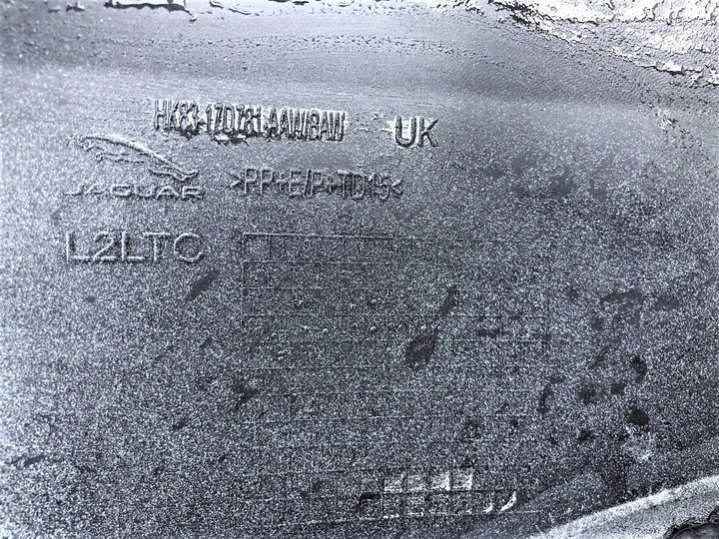 HK83-17D781-AAW/BAW UK
JAGUAR >PP+E/P+TD15<
L2LTC